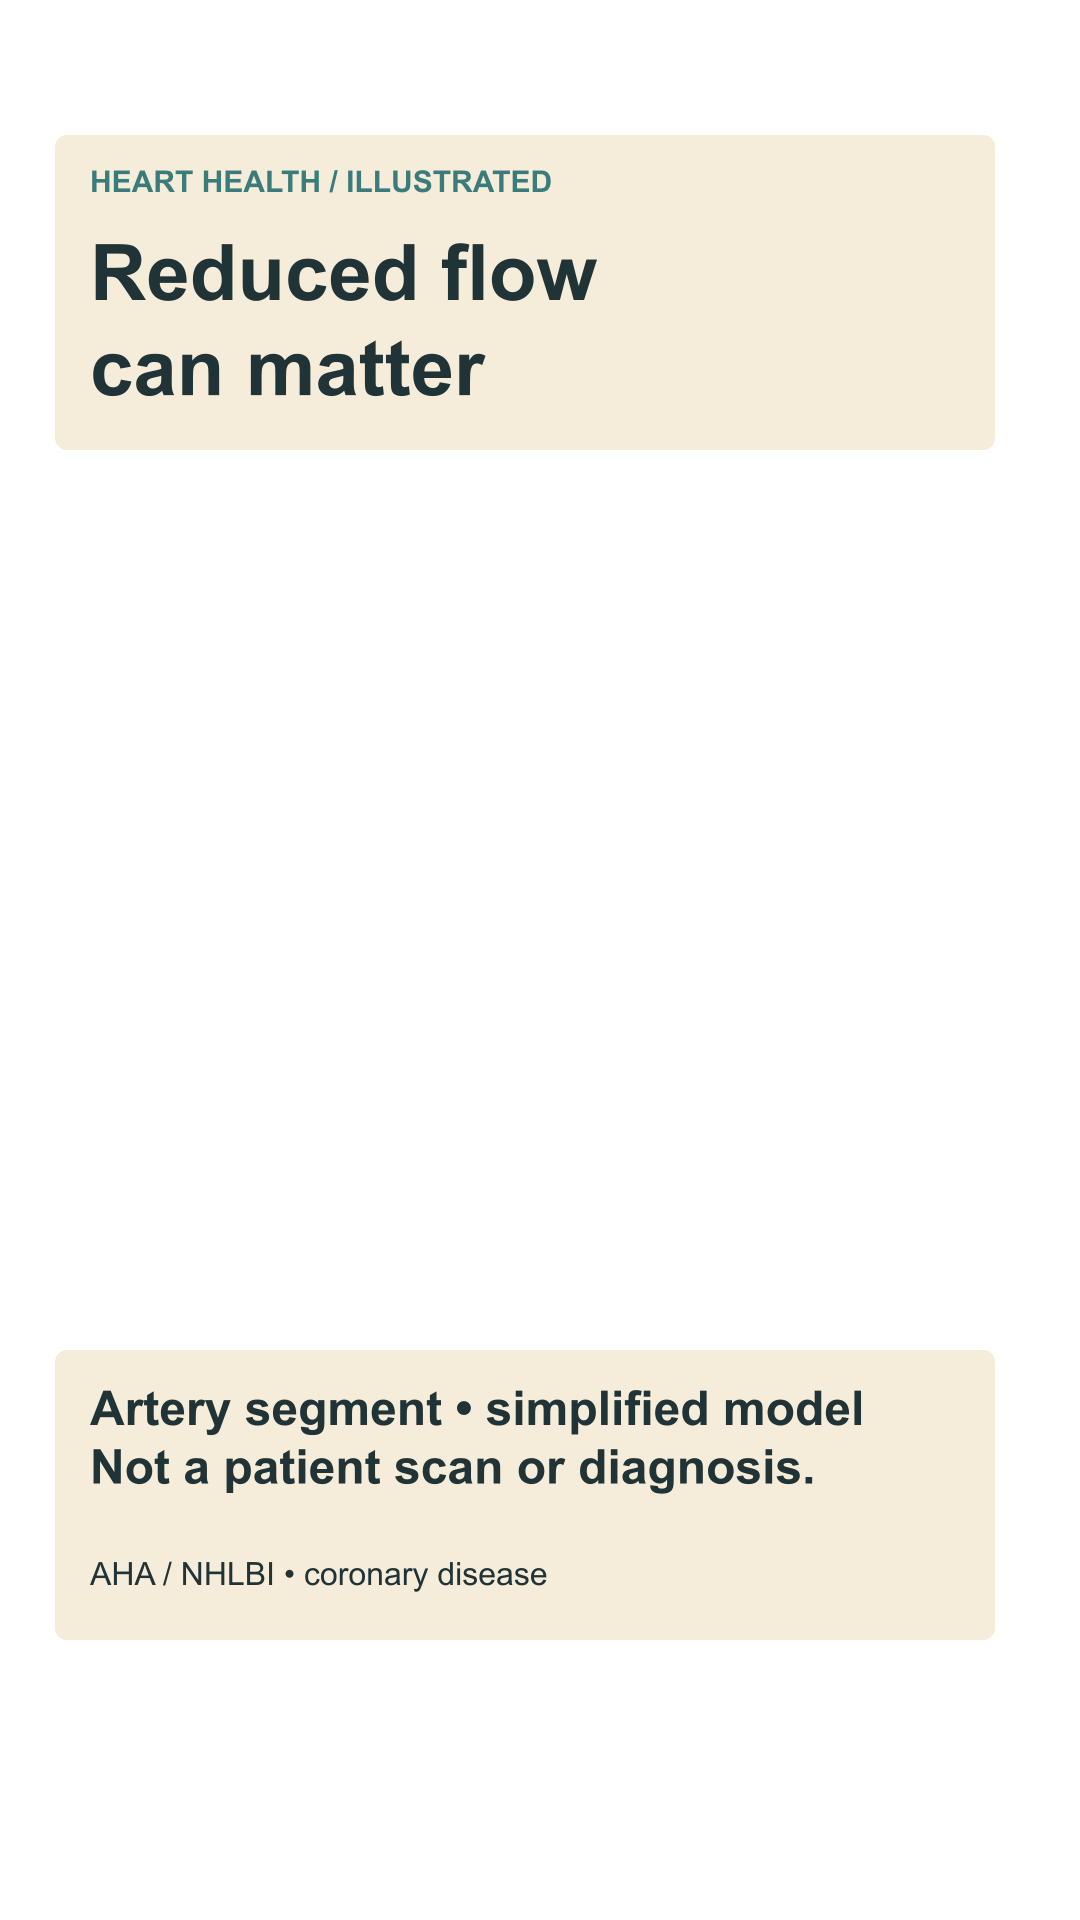 HEART HEALTH / ILLUSTRATED
Reduced flow
can matter
Artery segment • simplified model
Not a patient scan or diagnosis.
AHA / NHLBI • coronary disease